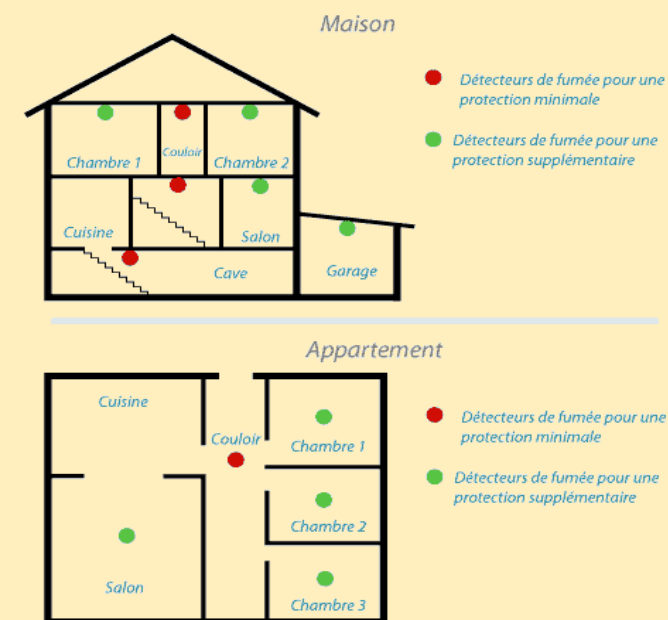 Maison
Détecteurs de fumée pour une
protection minimale
Détecteurs de fumée pour une
protection supplémentaire
Chambre 1
Couloir
Chambre 2
Cuisine
Salon
Cave
Garage
Appartement
Cuisine
Couloir
Chambre 1
Détecteurs de fumée pour une
protection minimale
Détecteurs de fumée pour une
protection supplémentaire
Chambre 2
Salon
Chambre 3